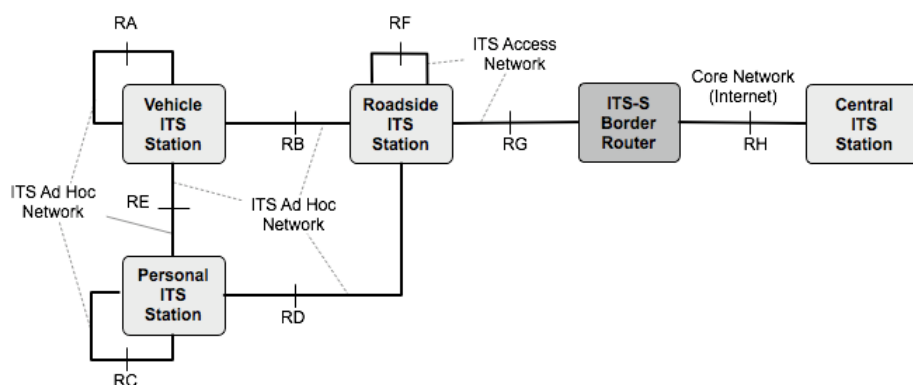 RA
RF
ITS Access
Network
Vehicle
ITS
Station
Roadside
ITS
Station
ITS-S
Border
Router
Core Network
(Internet)
Central
ITS
Station
RB
RG
RH
ITS Ad Hoc
Network
RE
ITS Ad Hoc
Network
Personal
ITS
Station
RD
RC